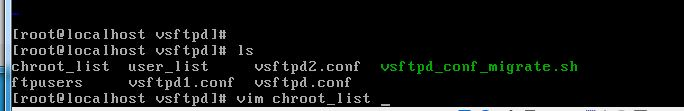 [root@localhost vsftpd]#
[root@localhost vsftpd]# ls
chroot_list  user_list     vsftpd2.conf  vsftpd_conf_migrate.sh
ftpusers     vsftpd1.conf  vsftpd.conf
[root@localhost vsftpd]# vim chroot_list _